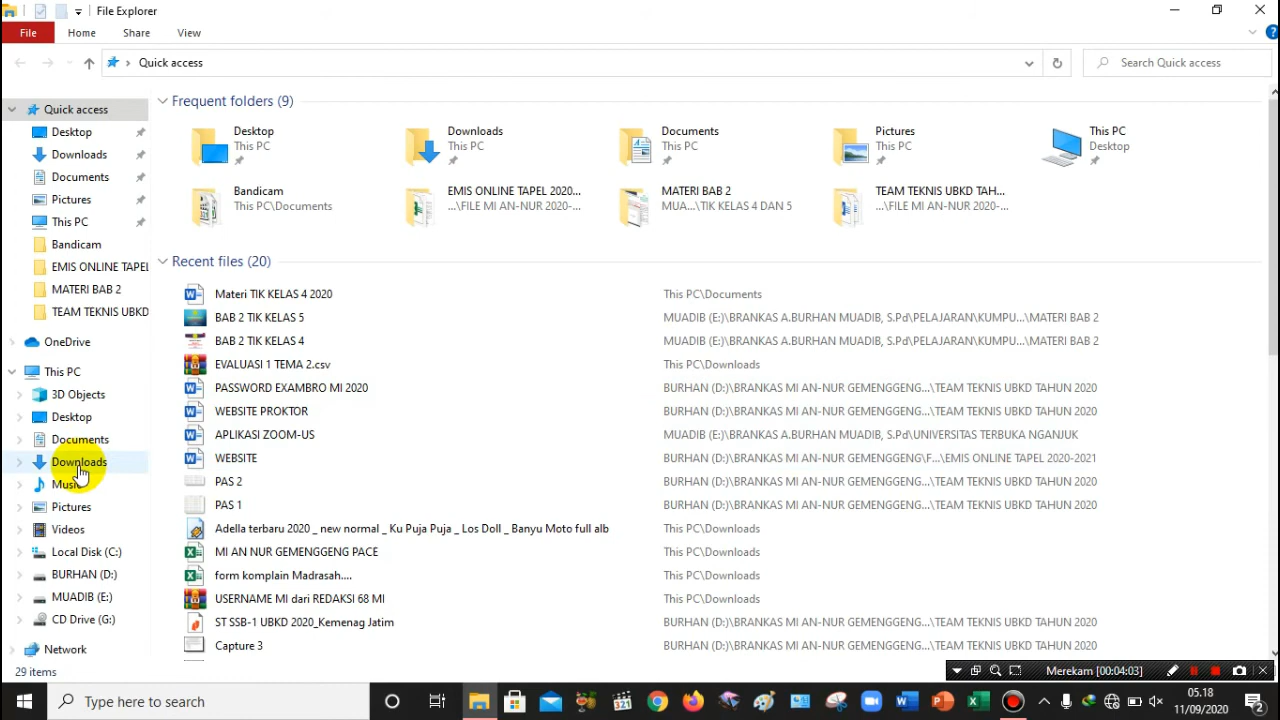 File Explorer
File Home Share View
Quick access
Search Quick access
Quick access
Desktop
Downloads
Documents
Pictures
This PC
Bandicam
EMIS ONLINE TAPEL
MATERI BAB 2
TEAM TEKNIS UBKD
OneDrive
This PC
3D Objects
Desktop
Documents
Downloads
Music
Pictures
Videos
Local Disk (C:)
BURHAN (D:)
MUADIB (E:)
CD Drive (G:)
Network
Frequent folders (9)
Desktop
This PC
Downloads
This PC
Documents
This PC
Pictures
This PC
This PC
Desktop
Bandicam
This PC\Documents
EMIS ONLINE TAPEL 2020...
...\FILE MI AN-NUR 2020-...
MATERI BAB 2
MUA...\TIK KELAS 4 DAN 5
TEAM TEKNIS UBKD TAH...
...\FILE MI AN-NUR 2020-...
Recent files (20)
Materi TIK KELAS 4 2020 This PC\Documents
BAB 2 TIK KELAS 5 MUADIB (E:)\BRANKAS A.BURHAN MUADIB, S.Pd\PELAJARAN\KUMPU...\MATERI BAB 2
BAB 2 TIK KELAS 4 MUADIB (E:)\BRANKAS A.BURHAN MUADIB, S.Pd\PELAJARAN\KUMPU...\MATERI BAB 2
EVALUASI 1 TEMA 2.csv This PC\Downloads
PASSWORD EXAMBRO MI 2020 BURHAN (D:)\BRANKAS MI AN-NUR GEMENGGENG...\TEAM TEKNIS UBKD TAHUN 2020
WEBSITE PROKTOR BURHAN (D:)\BRANKAS MI AN-NUR GEMENGGENG...\TEAM TEKNIS UBKD TAHUN 2020
APLIKASI ZOOM-US MUADIB (E:)\BRANKAS A.BURHAN MUADIB, S.Pd\UNIVERSITAS TERBUKA NGANJUK
WEBSITE BURHAN (D:)\BRANKAS MI AN-NUR GEMENGGENG\F...\EMIS ONLINE TAPEL 2020-2021
PAS 2 BURHAN (D:)\BRANKAS MI AN-NUR GEMENGGENG...\TEAM TEKNIS UBKD TAHUN 2020
PAS 1 BURHAN (D:)\BRANKAS MI AN-NUR GEMENGGENG...\TEAM TEKNIS UBKD TAHUN 2020
Adella terbaru 2020 _ new normal _ Ku Puja Puja _ Los Doll _ Banyu Moto full alb This PC\Downloads
MI AN NUR GEMENGGENG PACE This PC\Downloads
form komplain Madrasah.... This PC\Downloads
USERNAME MI dari REDAKSI 68 MI This PC\Downloads
ST SSB-1 UBKD 2020_Kemenag Jatim BURHAN (D:)\BRANKAS MI AN-NUR GEMENGGENG...\TEAM TEKNIS UBKD TAHUN 2020
Capture 3 BURHAN (D:)\BRANKAS MI AN-NUR GEMENGGENG...\TEAM TEKNIS UBKD TAHUN 2020
29 items
Merekam [00:04:03]
Type here to search
321
05.18
11/09/2020
2